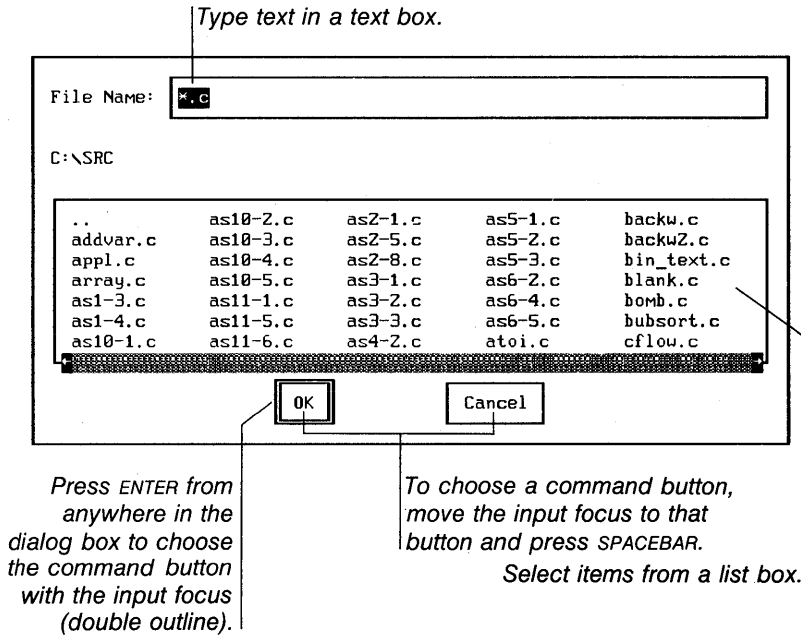 Type text in a text box.
File Name: *.c
C:\SRC
.. as10-2.c as2-1.c as5-1.c backw.c
addvar.c as10-3.c as2-5.c as5-2.c backw2.c
appl.c as10-4.c as2-8.c as5-3.c bin_text.c
array.c as10-5.c as3-1.c as6-2.c blank.c
as1-3.c as11-1.c as3-2.c as6-4.c bomb.c
as1-4.c as11-5.c as3-3.c as6-5.c bubsort.c
as10-1.c as11-6.c as4-2.c atoi.c cflow.c
OK Cancel
Press ENTER from
anywhere in the
dialog box to choose
the command button
with the input focus
(double outline).
To choose a command button,
move the input focus to that
button and press SPACEBAR.
Select items from a list box.